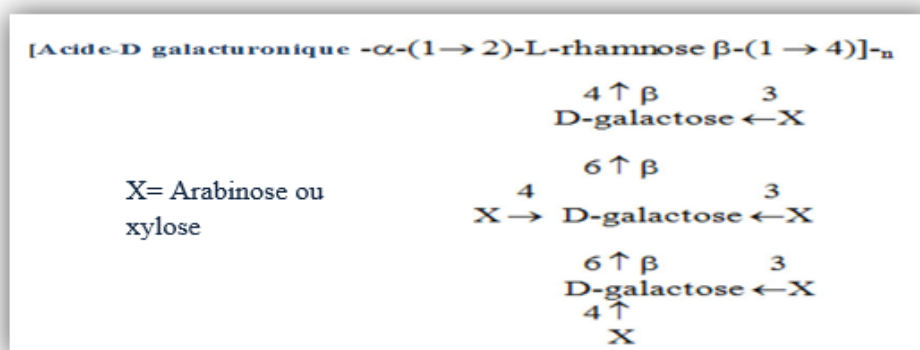 [Acide-D galacturonique -α-(1→ 2)-L-rhamnose β-(1 → 4)]-n
4↑ β 3
D-galactose ←X
6↑ β
X= Arabinose ou
xylose
4 3
X→ D-galactose ←X
6↑ β 3
D-galactose ←X
4↑
X